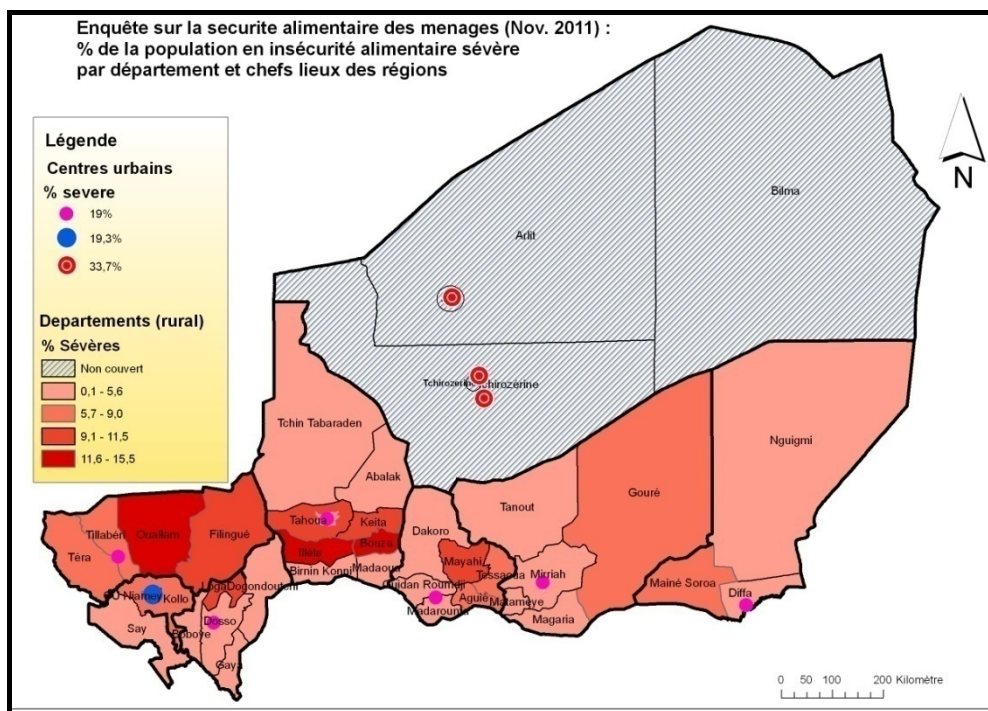 Enquête sur la securite alimentaire des menages (Nov. 2011) :
% de la population en insécurité alimentaire sévère
par département et chefs lieux des régions
Légende
Centres urbains
% severe
19%
19,3%
33,7%
Departements (rural)
% Sévères
Non couvert
0,1 - 5,6
5,7 - 9,0
9,1 - 11,5
11,6 - 15,5
N
Bilma
Arlit
Tchirozérine
Tchirozérine
Tchin Tabaraden
Nguigmi
Abalak
Tanout
Gouré
Tillabéri
Ouallam
Filingué
Tahoua
Keita
Dakoro
Téra
Illéla
Bouza
Mayahi
Tessaoua
Mirriah
Mainé Soroa
Birnin Konni
Madaoua
Guidan Roumdji
Diffa
CU Niamey
Kollo
Loga
Dogondoutchi
Aguié
Matameye
Madarounfa
Magaria
Say
Boboye
Dosso
Gaya
0 50 100 200 Kilomètre